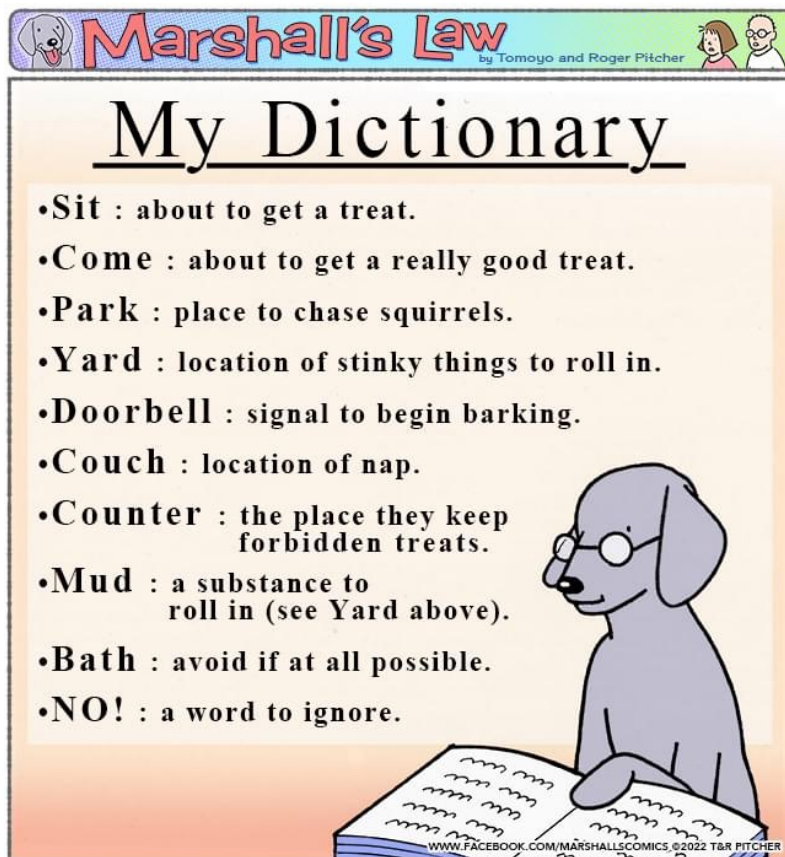 Marshall's Law
by Tomoyo and Roger Pitcher
My Dictionary
•Sit : about to get a treat.
•Come : about to get a really good treat.
•Park : place to chase squirrels.
•Yard : location of stinky things to roll in.
•Doorbell : signal to begin barking.
•Couch : location of nap.
•Counter : the place they keep
forbidden treats.
•Mud : a substance to
roll in (see Yard above).
•Bath : avoid if at all possible.
•NO! : a word to ignore.
WWW.FACEBOOK.COM/MARSHALLSCOMICS ©2022 T&R PITCHER